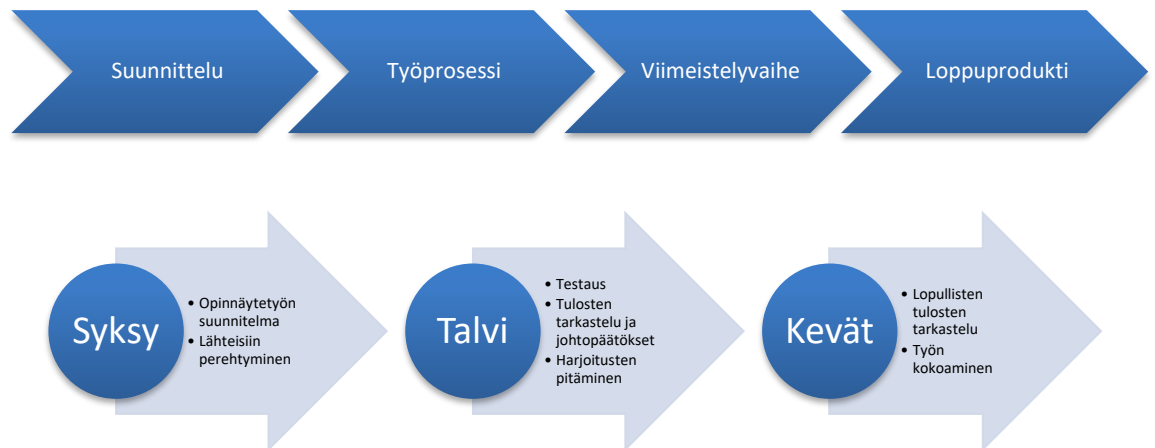 Suunnittelu
Työprosessi
Viimeistelyvaihe
Loppuprodukti
Syksy
• Opinnäytetyön
suunnitelma
• Lähteisiin
perehtyminen
Talvi
• Testaus
• Tulosten
tarkastelu ja
johtopäätökset
• Harjoitusten
pitäminen
Kevät
• Lopullisten
tulosten
tarkastelu
• Työn
kokoaminen